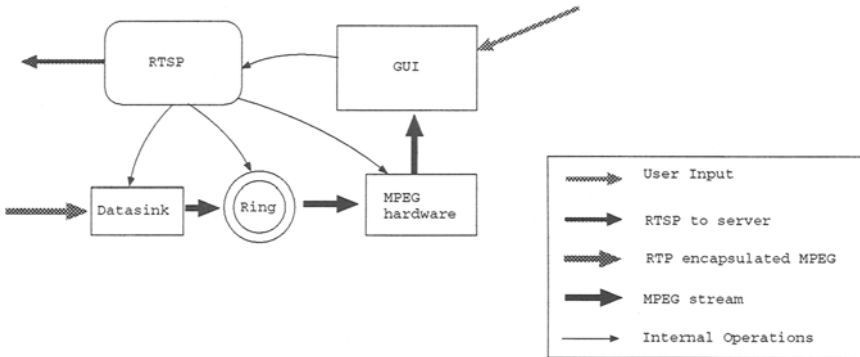 RTSP
GUI
Datasink
Ring
MPEG
hardware
User Input
RTSP to server
RTP encapsulated MPEG
MPEG stream
Internal Operations